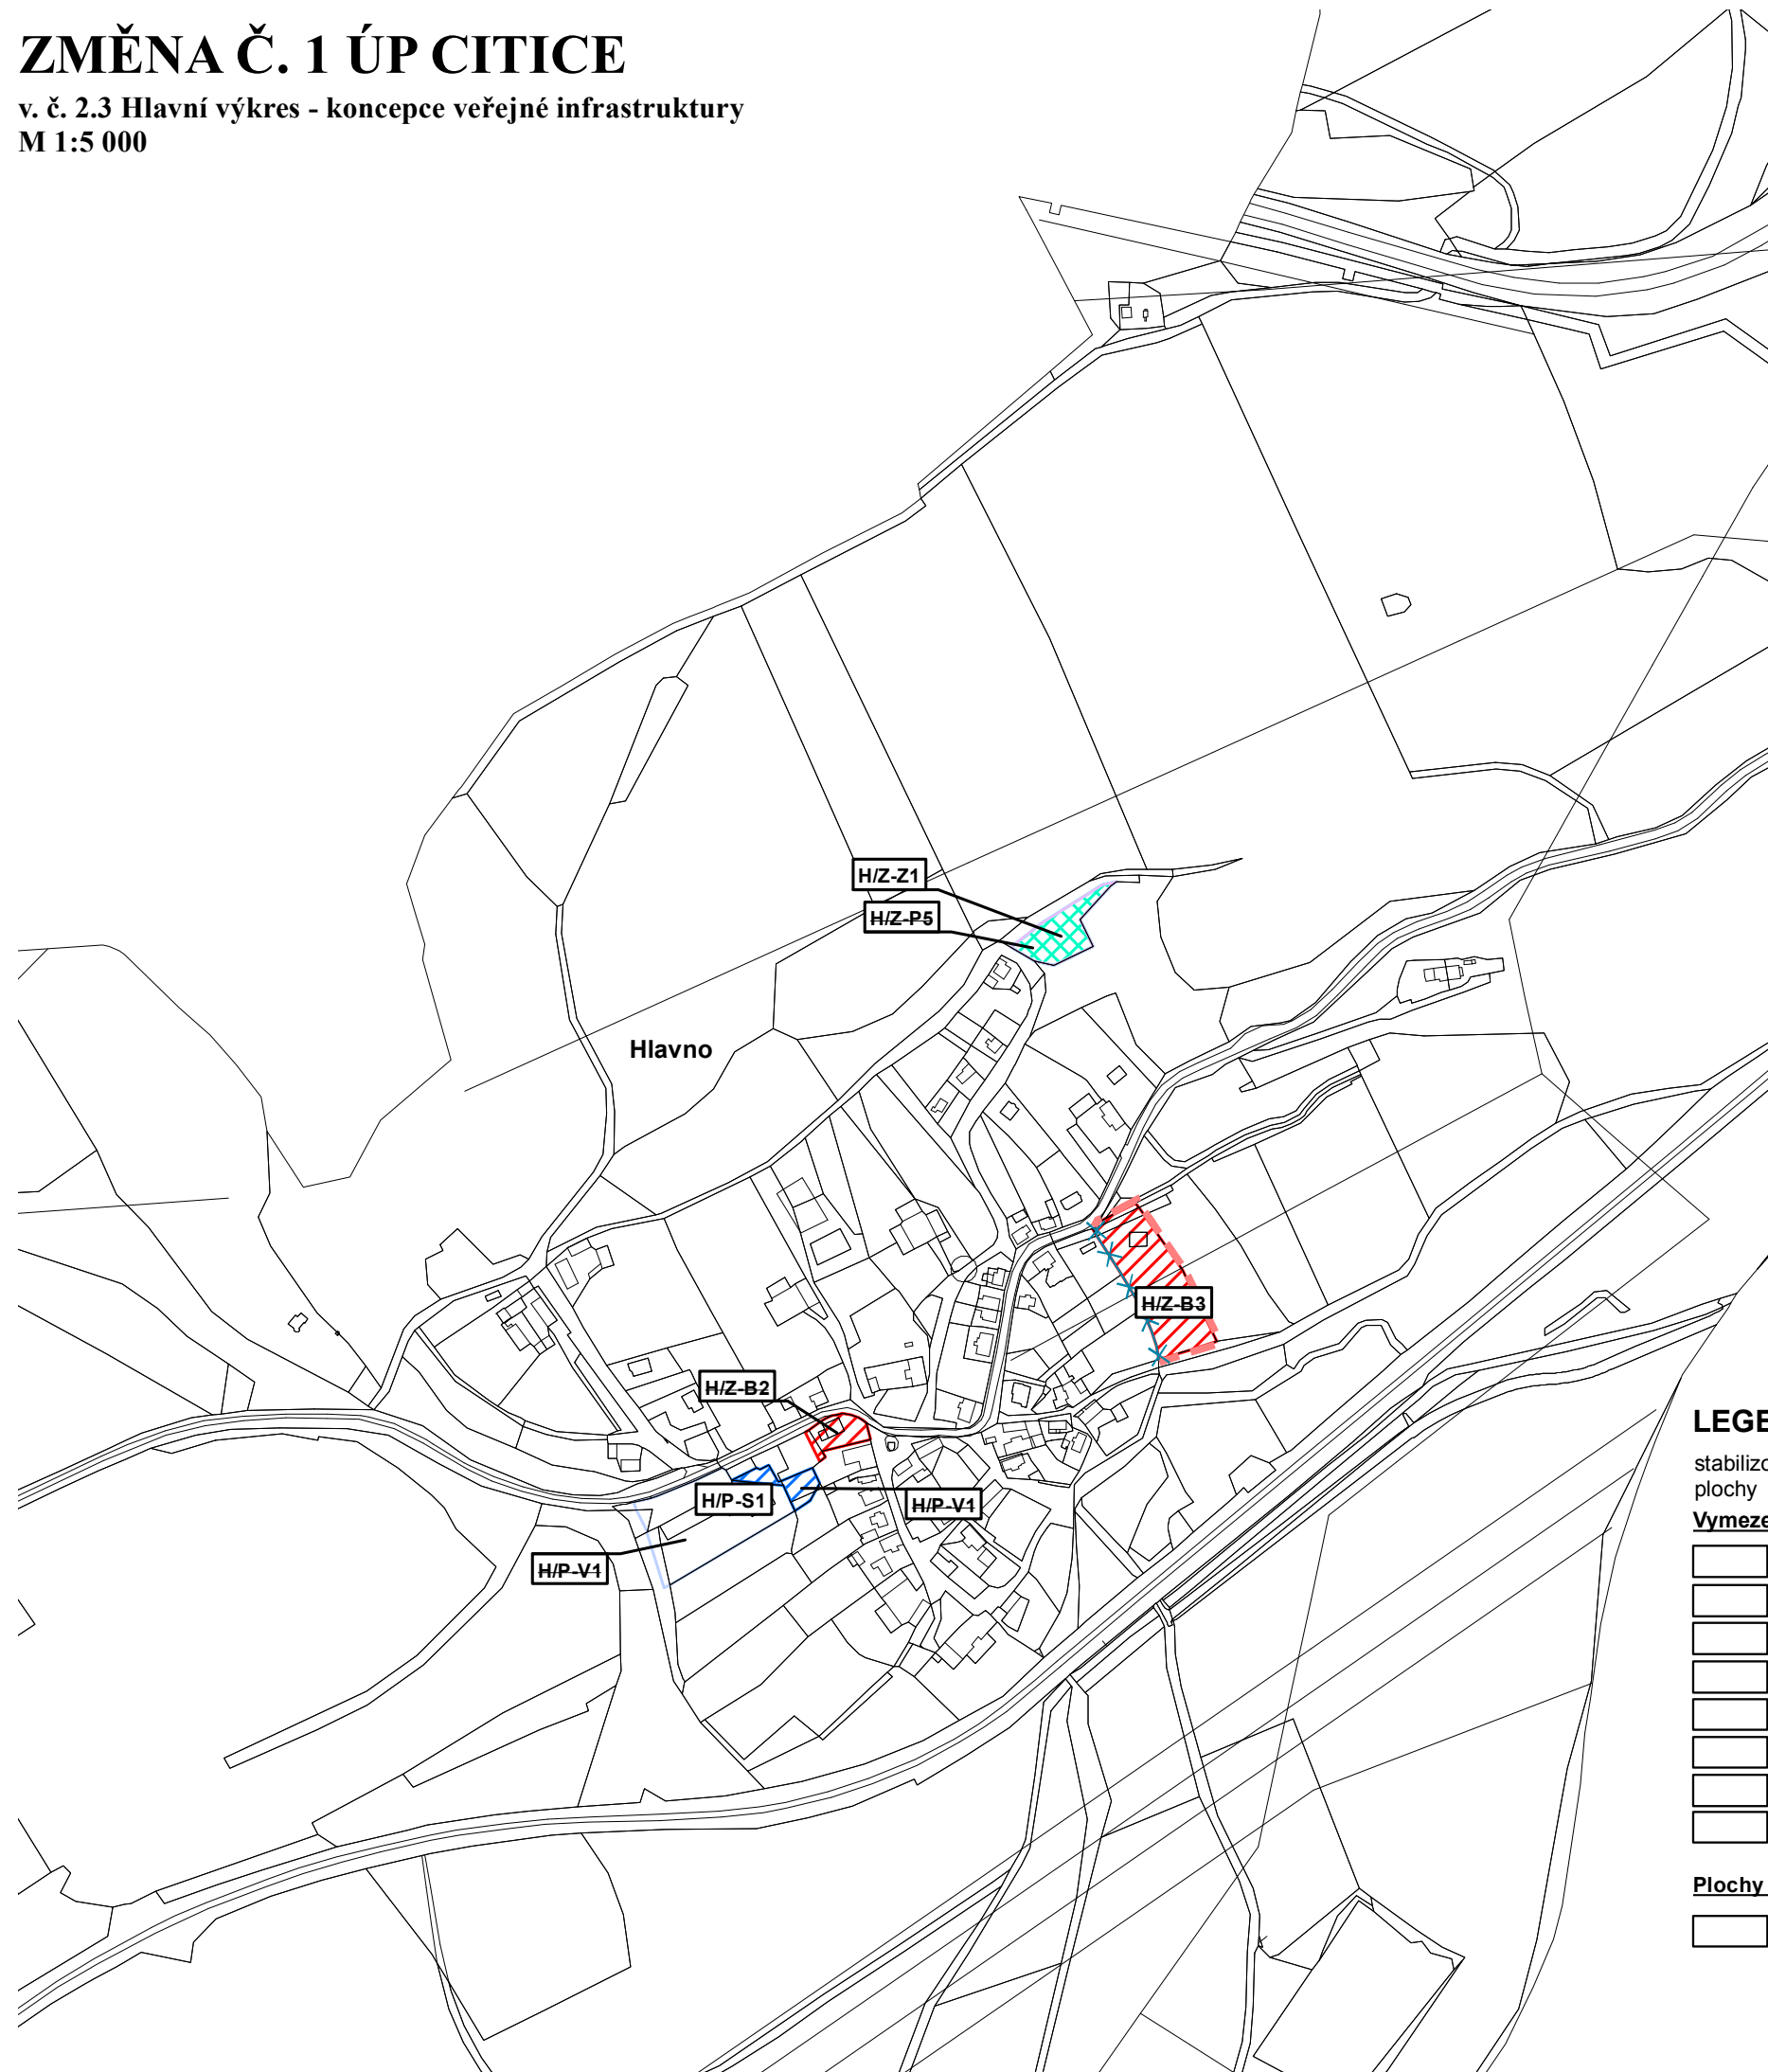 ZMĚNA Č. 1 ÚP CITICE
v. č. 2.3 Hlavní výkres - koncepce veřejné infrastruktury
M 1:5 000
H/Z-Z1
H/Z-P5
Hlavno
H/Z-B3
H/Z-B2
H/P-S1
H/P-V1
H/P-V1
LEGE
stabilizo
plochy
Vymeze
Plochy